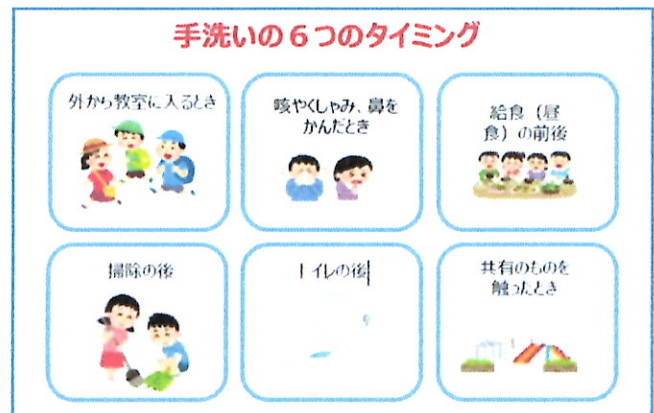 手洗いの6つのタイミング
外から教室に入るとき
咳やくしゃみ、鼻を
かんだとき
給食（昼
食）の前後
掃除の後
トイレの後
共有のものを
触ったとき